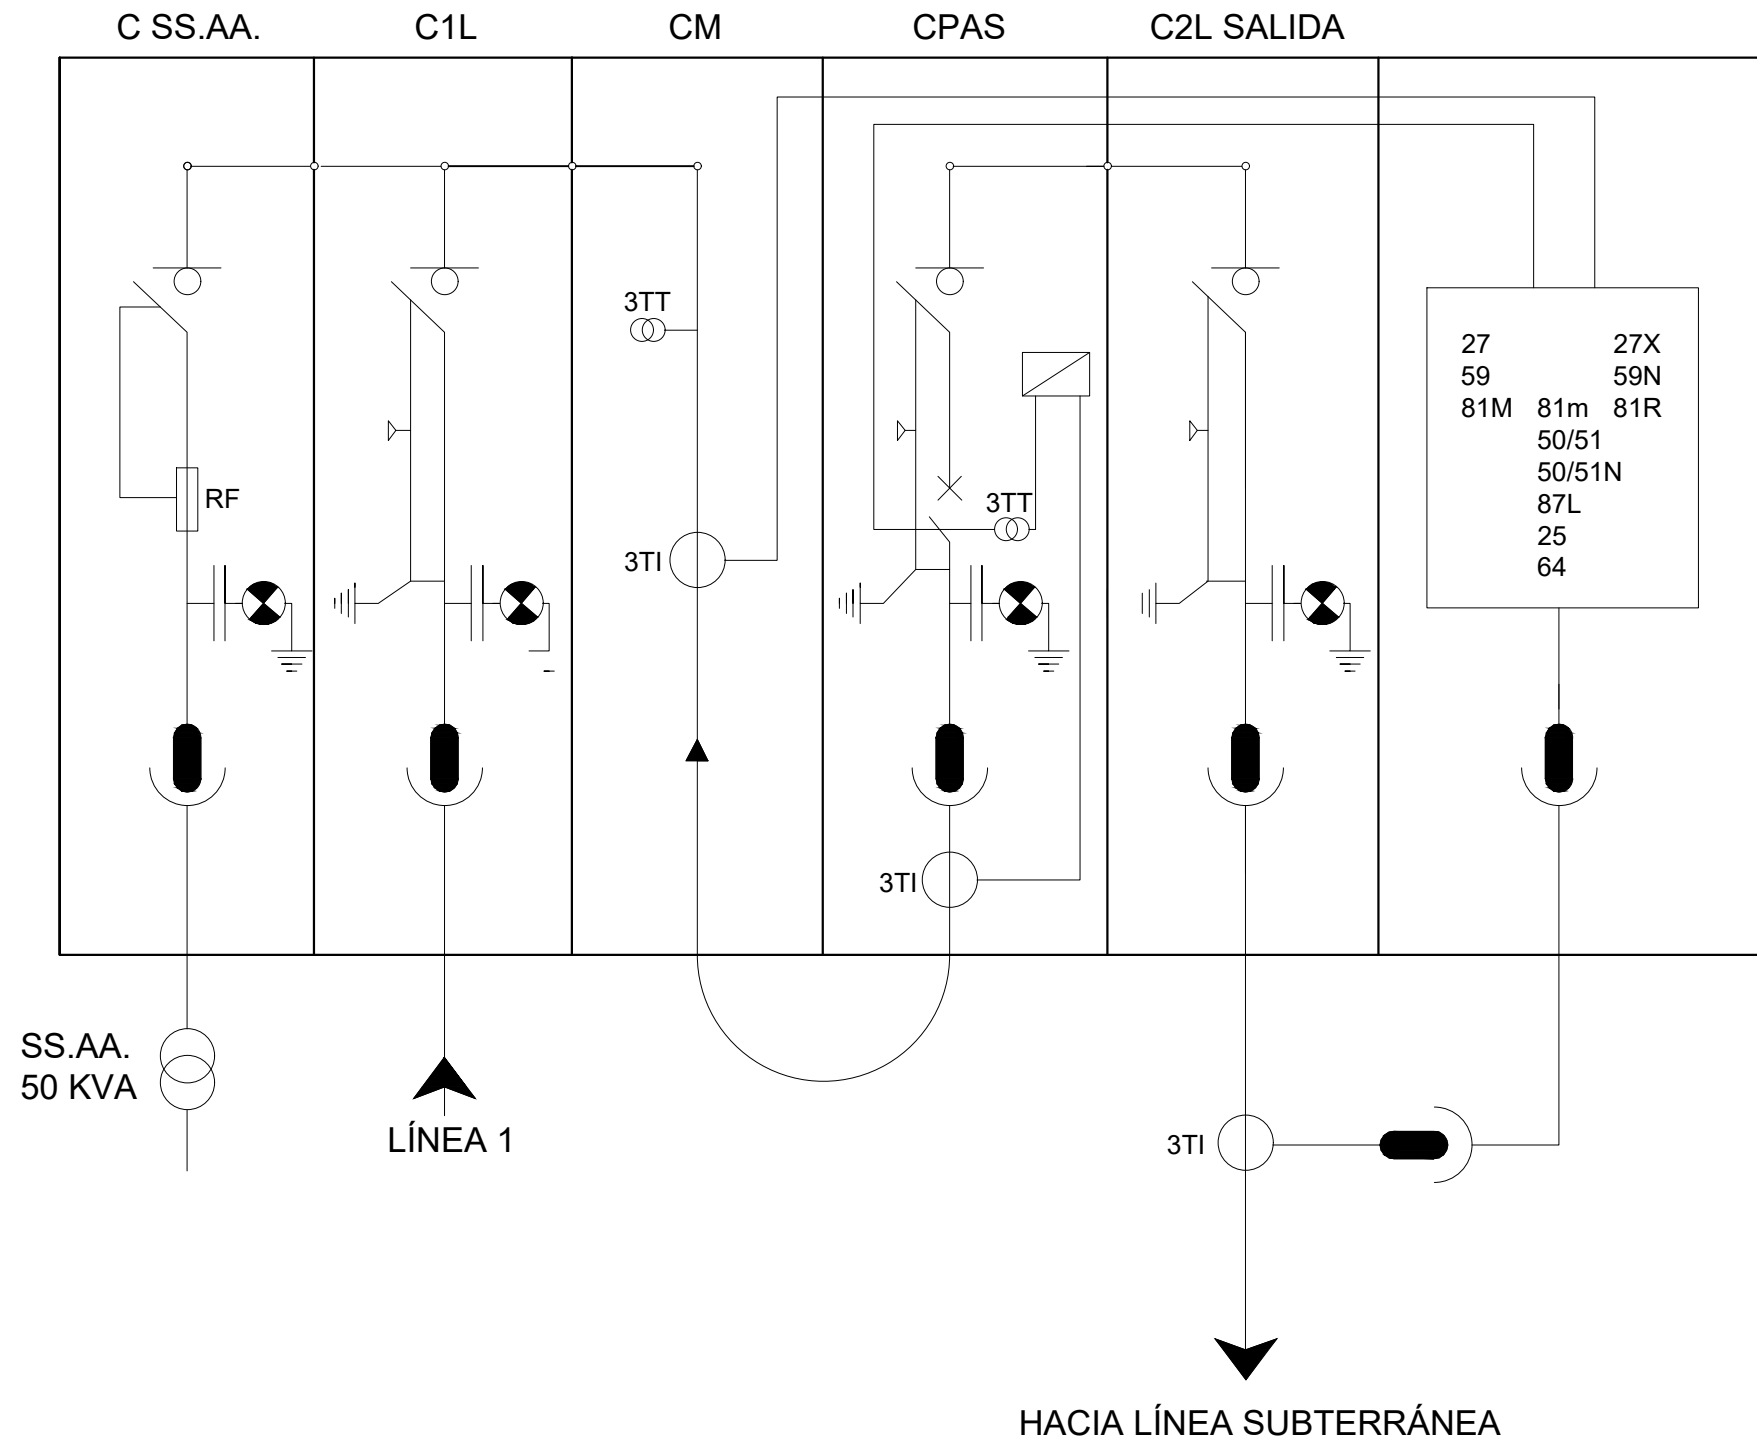 C SS.AA.
C1L
CM
CPAS
C2L SALIDA
3TT
RF
3TI
3TT
3TI
27 27X
59 59N
81M 81m 81R
50/51
50/51N
87L
25
64
SS.AA.
50 KVA
LÍNEA 1
3TI
HACIA LÍNEA SUBTERRÁNEA